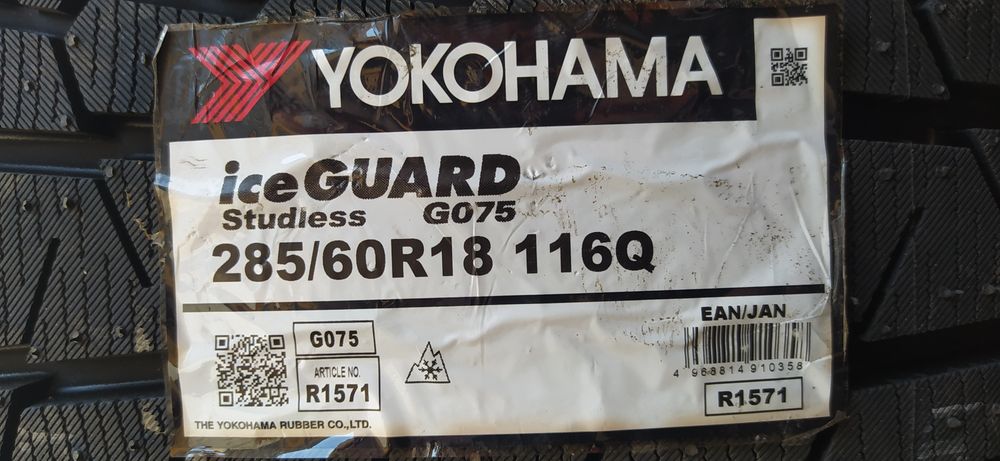 YOKOHAMA
iceGUARD
Studless G075
285/60R18 116Q
G075
ARTICLE NO.
R1571
THE YOKOHAMA RUBBER CO.,LTD.
EAN/JAN
4 968814 910358
R1571